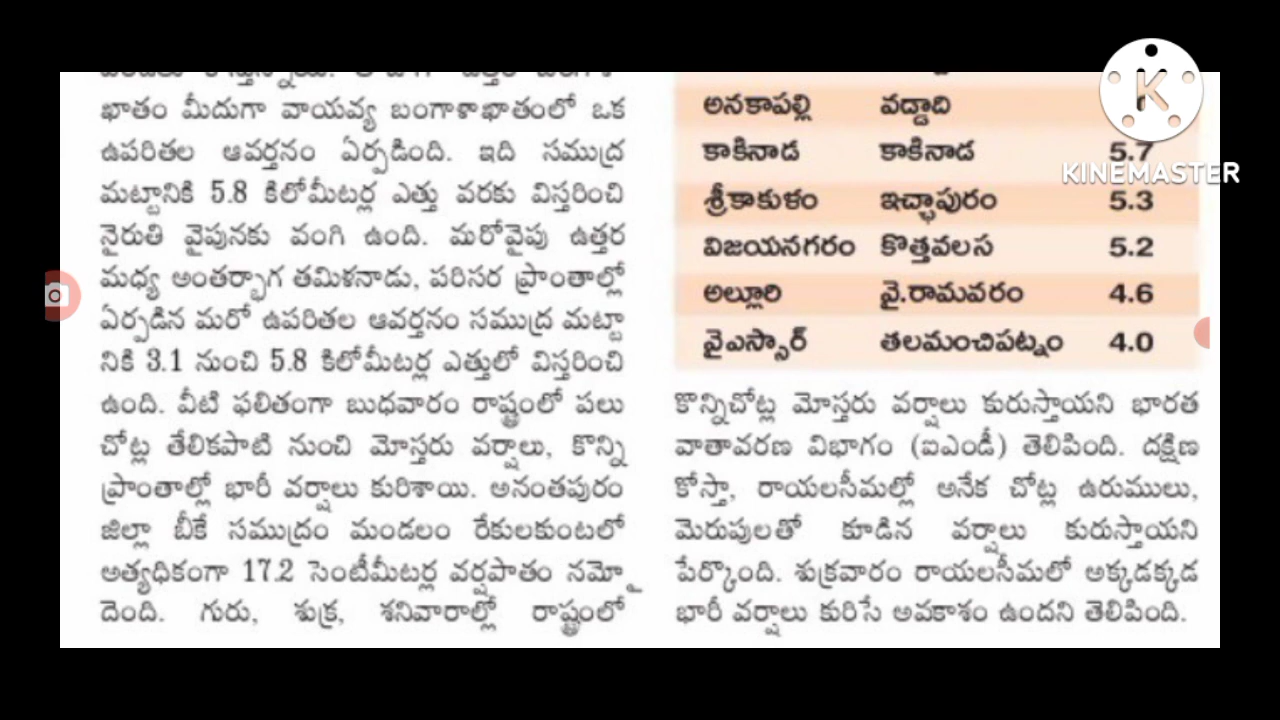 ఖాతం మీదుగా వాయవ్య బంగాళాఖాతంలో ఒక
ఉపరితల ఆవర్తనం ఏర్పడింది. ఇది సముద్ర
మట్టానికి 5.8 కిలోమీటర్ల ఎత్తు వరకు విస్తరించి
నైరుతి వైపునకు వంగి ఉంది. మరోవైపు ఉత్తర
మధ్య అంతర్భాగ తమిళనాడు, పరిసర ప్రాంతాల్లో
ఏర్పడిన మరో ఉపరితల ఆవర్తనం సముద్ర మట్టా
నికి 3.1 నుంచి 5.8 కిలోమీటర్ల ఎత్తులో విస్తరించి
ఉంది. వీటి ఫలితంగా బుధవారం రాష్ట్రంలో పలు
చోట్ల తేలికపాటి నుంచి మోస్తరు వర్షాలు, కొన్ని
ప్రాంతాల్లో భారీ వర్షాలు కురిశాయి. అనంతపురం
జిల్లా బీకే సముద్రం మండలం రేకులకుంటలో
అత్యధికంగా 17.2 సెంటీమీటర్ల వర్షపాతం నమో
దైంది. గురు, శుక్ర, శనివారాల్లో రాష్ట్రంలో
అనకాపల్లి వడ్డాది
కాకినాడ కాకినాడ 5.7
శ్రీకాకుళం ఇచ్ఛాపురం 5.3
విజయనగరం కొత్తవలస 5.2
అల్లూరి వై.రామవరం 4.6
వైఎస్సార్ తలమంచిపట్నం 4.0
కొన్నిచోట్ల మోస్తరు వర్షాలు కురుస్తాయని భారత
వాతావరణ విభాగం (ఐఎండీ) తెలిపింది. దక్షిణ
కోస్తా, రాయలసీమల్లో అనేక చోట్ల ఉరుములు,
మెరుపులతో కూడిన వర్షాలు కురుస్తాయని
పేర్కొంది. శుక్రవారం రాయలసీమలో అక్కడక్కడ
భారీ వర్షాలు కురిసే అవకాశం ఉందని తెలిపింది.
KINEMASTER